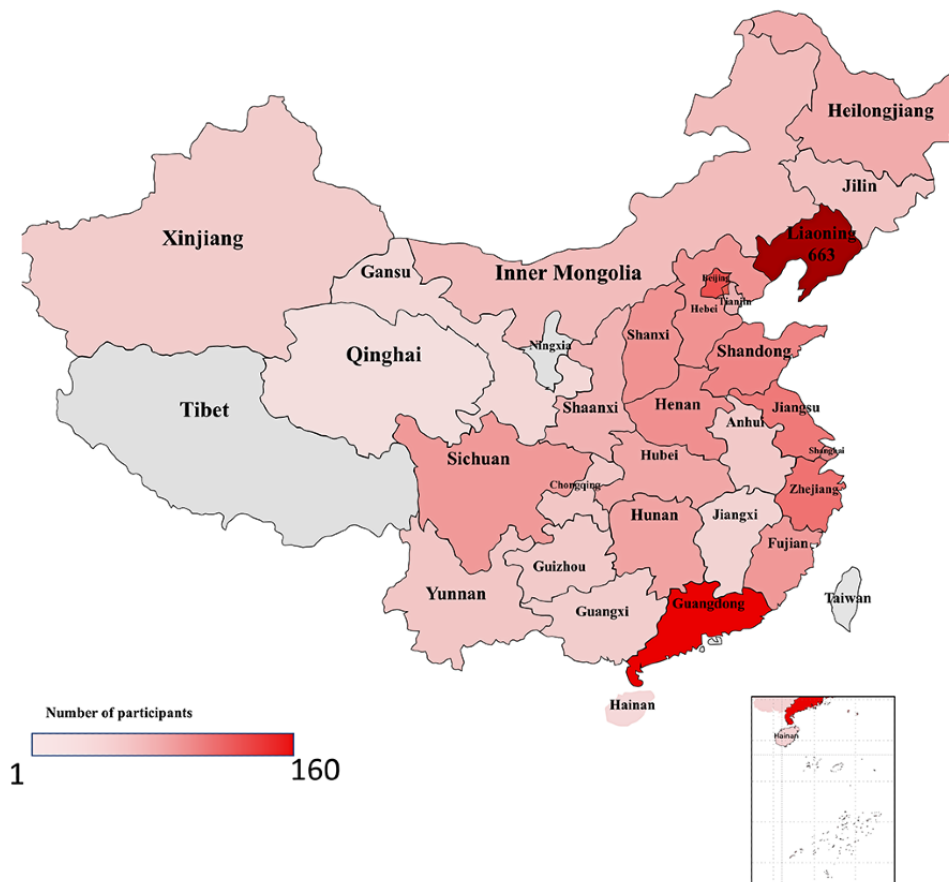 Heilongjiang
Jilin
Liaoning
663
Xinjiang
Gansu
Inner Mongolia
Beijing
Tianjin
Hebei
Shanxi
Ningxia
Qinghai
Shandong
Tibet
Shaanxi
Henan
Jiangsu
Anhui
Shanghai
Sichuan
Hubei
Chongqing
Zhejiang
Hunan
Jiangxi
Fujian
Guizhou
Yunnan
Guangxi
Guangdong
Taiwan
Hainan
Number of participants
1
160
Hainan